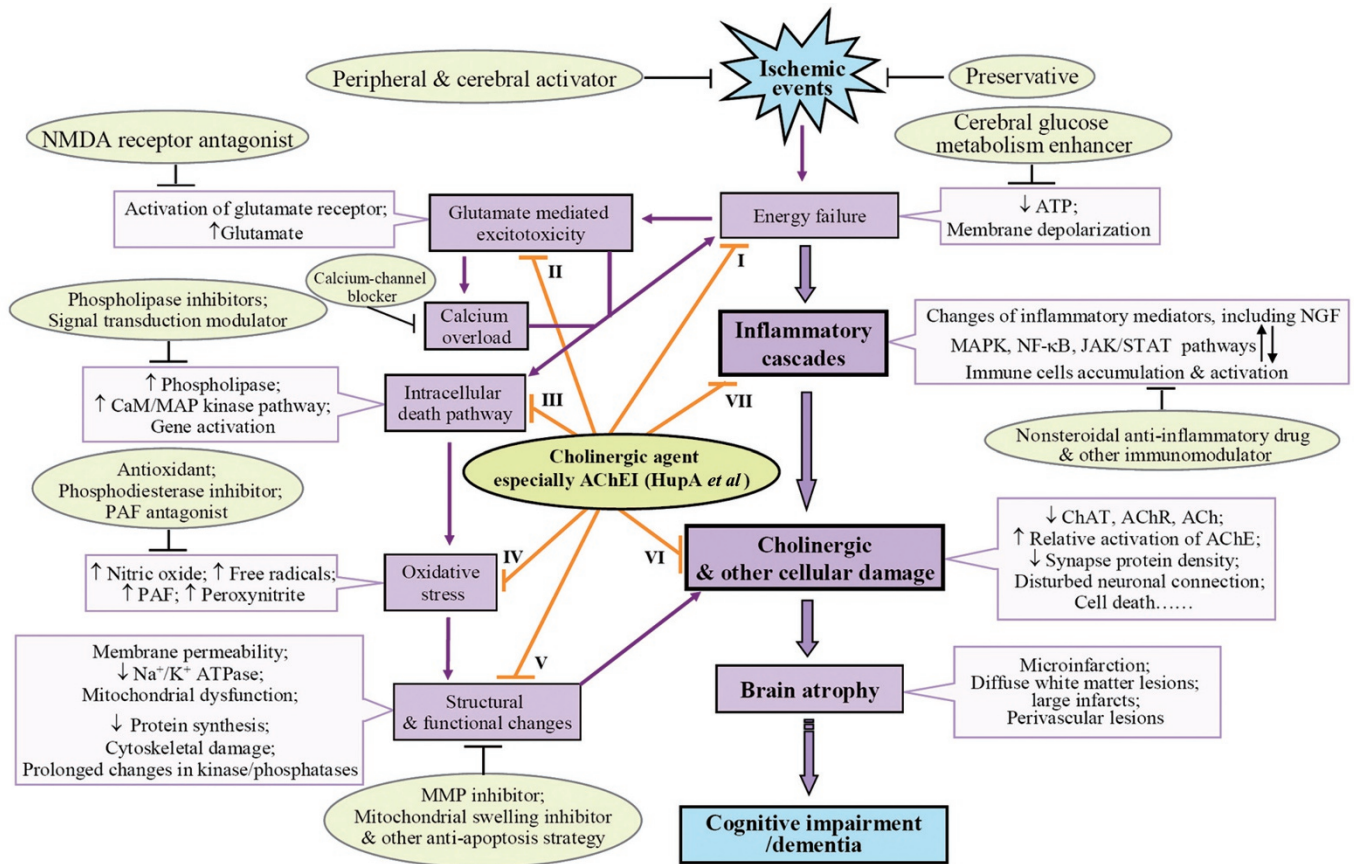 Peripheral & cerebral activator
Ischemic
events
Preservative
NMDA receptor antagonist
Cerebral glucose
metabolism enhancer
Activation of glutamate receptor;
↑Glutamate
Glutamate mediated
excitotoxicity
Energy failure
↓ ATP;
Membrane depolarization
I
II
Calcium-channel
blocker
Phospholipase inhibitors;
Signal transduction modulator
Calcium
overload
Inflammatory
cascades
Changes of inflammatory mediators, including NGF
MAPK, NF-κB, JAK/STAT pathways↑↓
Immune cells accumulation & activation
↑ Phospholipase;
↑ CaM/MAP kinase pathway;
Gene activation
Intracellular
death pathway
III
VII
Nonsteroidal anti-inflammatory drug
& other immunomodulator
Cholinergic agent
especially AChEI (HupA et al)
Antioxidant;
Phosphodiesterase inhibitor;
PAF antagonist
↑ Nitric oxide; ↑ Free radicals;
↑ PAF; ↑ Peroxynitrite
Oxidative
stress
IV
VI
Cholinergic
& other cellular damage
↓ ChAT, AChR, ACh;
↑ Relative activation of AChE;
↓ Synapse protein density;
Disturbed neuronal connection;
Cell death……
Membrane permeability;
↓ Na⁺/K⁺ ATPase;
Mitochondrial dysfunction;
↓ Protein synthesis;
Cytoskeletal damage;
Prolonged changes in kinase/phosphatases
V
Structural
& functional changes
Brain atrophy
Microinfarction;
Diffuse white matter lesions;
large infarcts;
Perivascular lesions
MMP inhibitor;
Mitochondrial swelling inhibitor
& other anti-apoptosis strategy
Cognitive impairment
/dementia